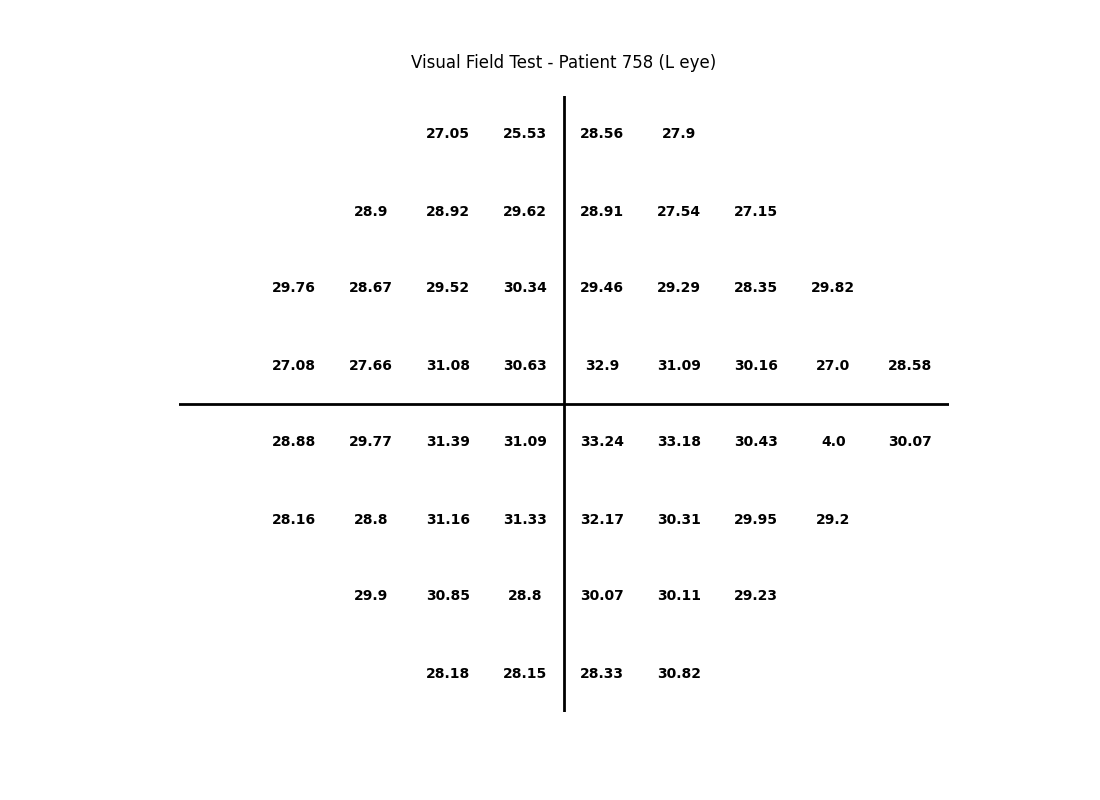 Visual Field Test - Patient 758 (L eye)
27.05 25.53 28.56 27.9
28.9 28.92 29.62 28.91 27.54 27.15
29.76 28.67 29.52 30.34 29.46 29.29 28.35 29.82
27.08 27.66 31.08 30.63 32.9 31.09 30.16 27.0 28.58
28.88 29.77 31.39 31.09 33.24 33.18 30.43 4.0 30.07
28.16 28.8 31.16 31.33 32.17 30.31 29.95 29.2
29.9 30.85 28.8 30.07 30.11 29.23
28.18 28.15 28.33 30.82